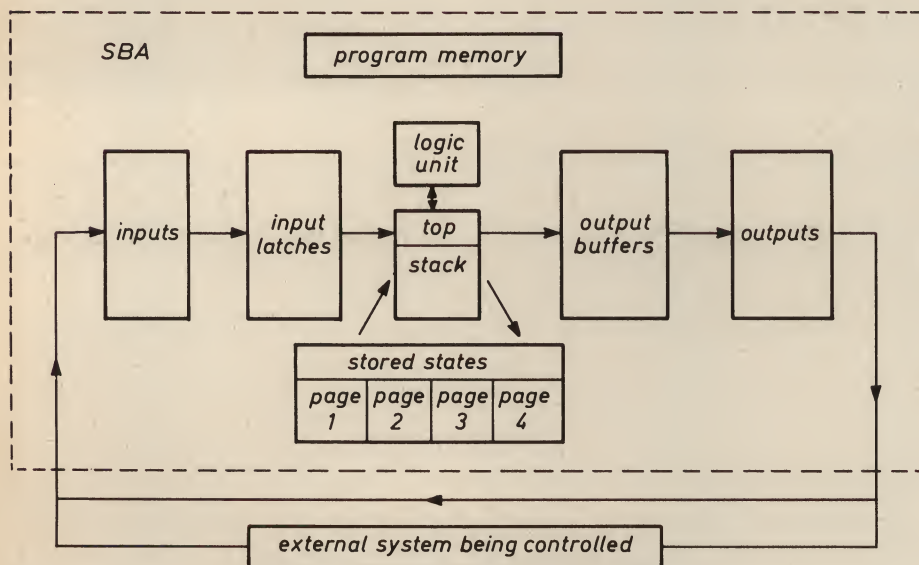 SBA
program memory
logic
unit
inputs
input
latches
top
stack
output
buffers
outputs
stored states
page
1
page
2
page
3
page
4
external system being controlled